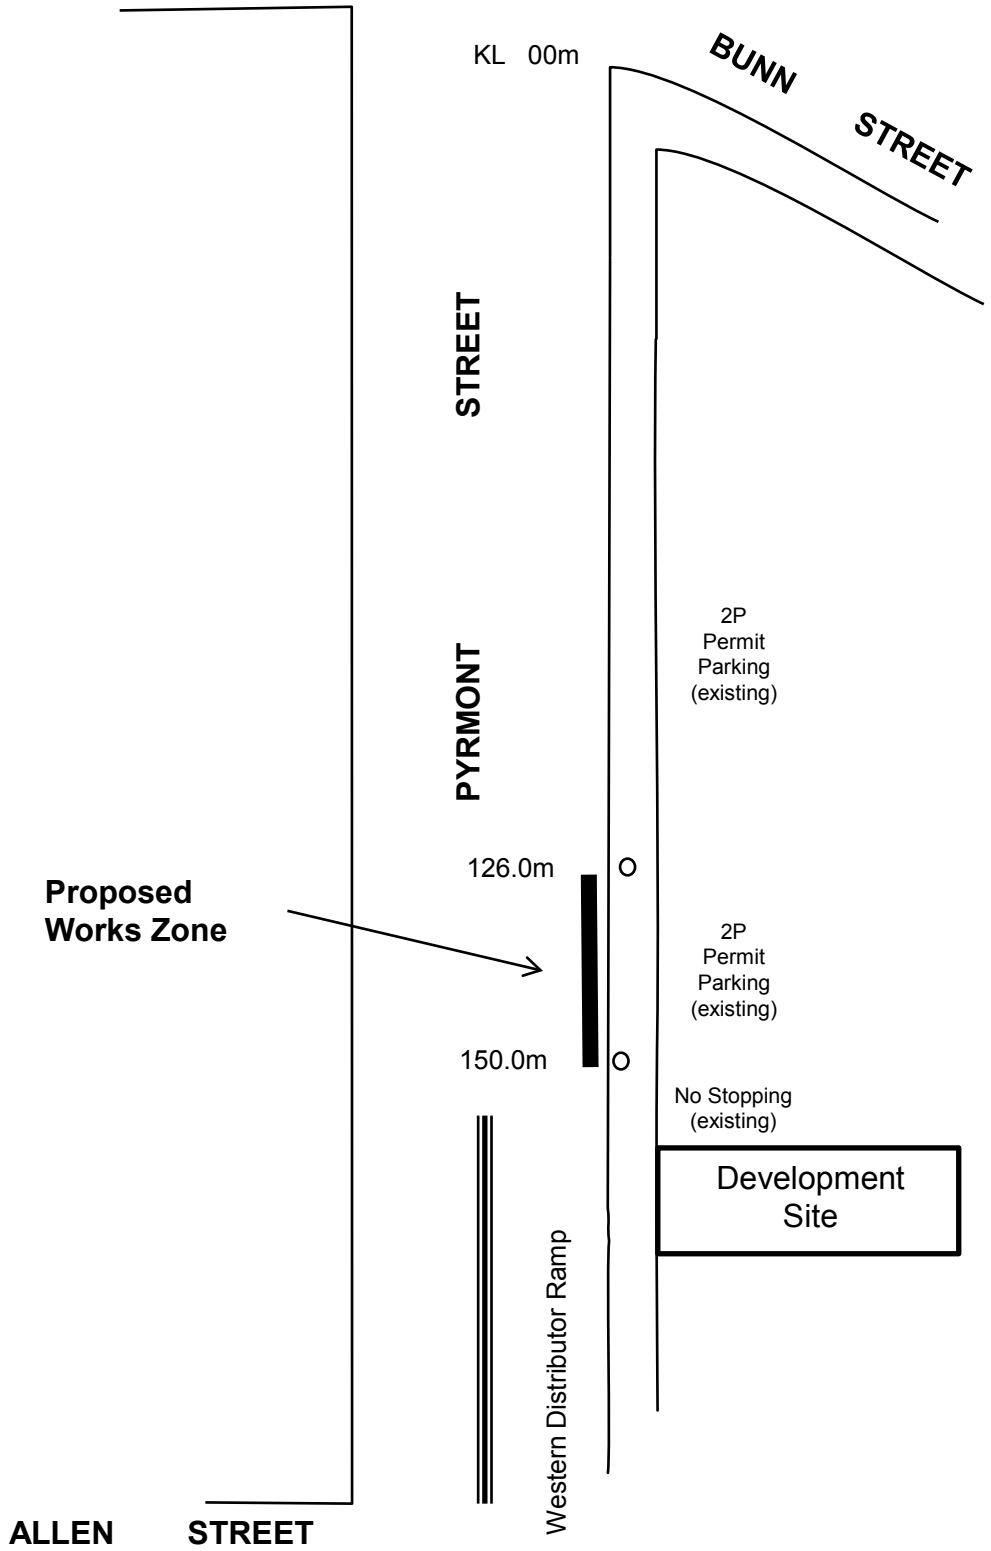 KL 00m
BUNN STREET
PYRMONT STREET
2P
Permit
Parking
(existing)
126.0m
Proposed
Works Zone
2P
Permit
Parking
(existing)
150.0m
No Stopping
(existing)
Development
Site
Western Distributor Ramp
ALLEN STREET